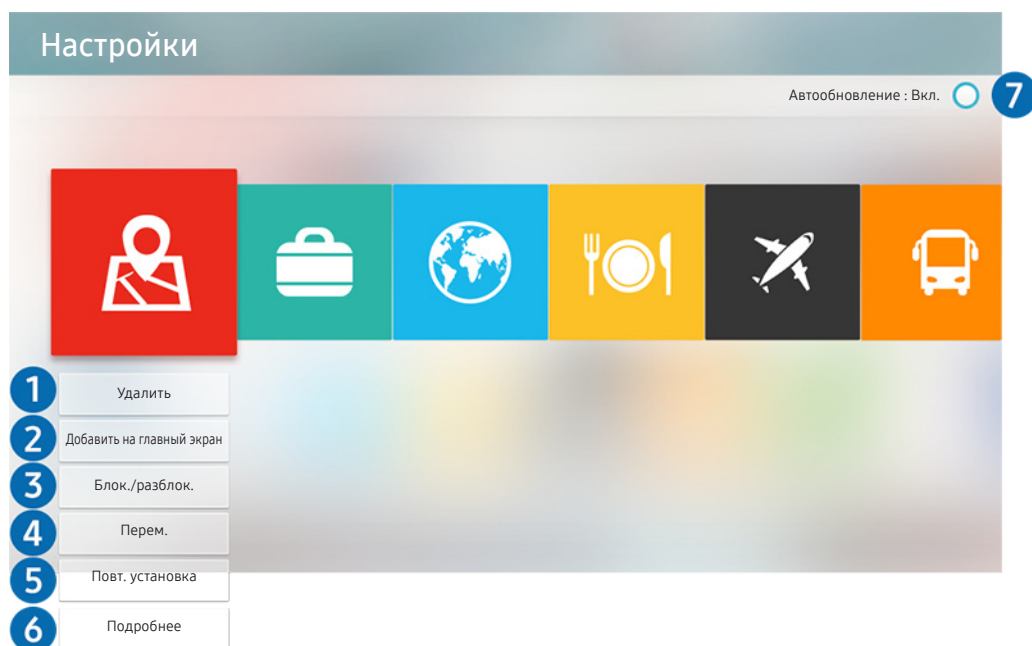 Настройки
Автообновление : Вкл. 7
1 Удалить
2 Добавить на главный экран
3 Блок./разблок.
4 Перем.
5 Повт. установка
6 Подробнее